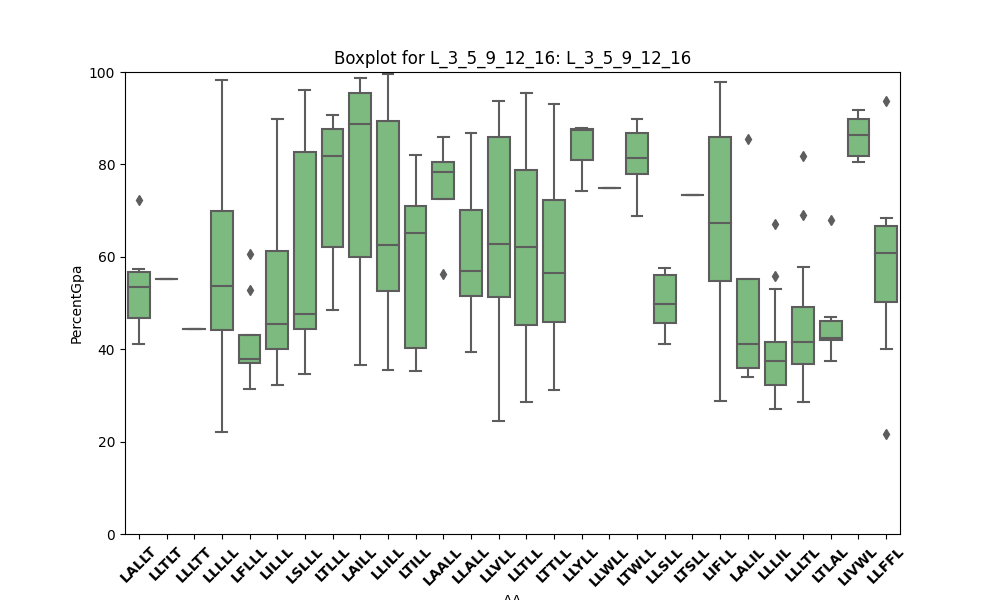 Boxplot for L_3_5_9_12_16: L_3_5_9_12_16
100
80
60
40
20
0
PercentGpa
LALLT
LLTLT
LLLTT
LLLLL
LFLLL
LILLL
LSLLL
LTLLL
LAILL
LLILL
LTILL
LAALL
LLALL
LLVLL
LLTLL
LTTLL
LLYLL
LLWLL
LTWLL
LLSLL
LTSLL
LIFLL
LALIL
LLLIL
LLLTL
LTLAL
LIVWL
LLFFL
AA